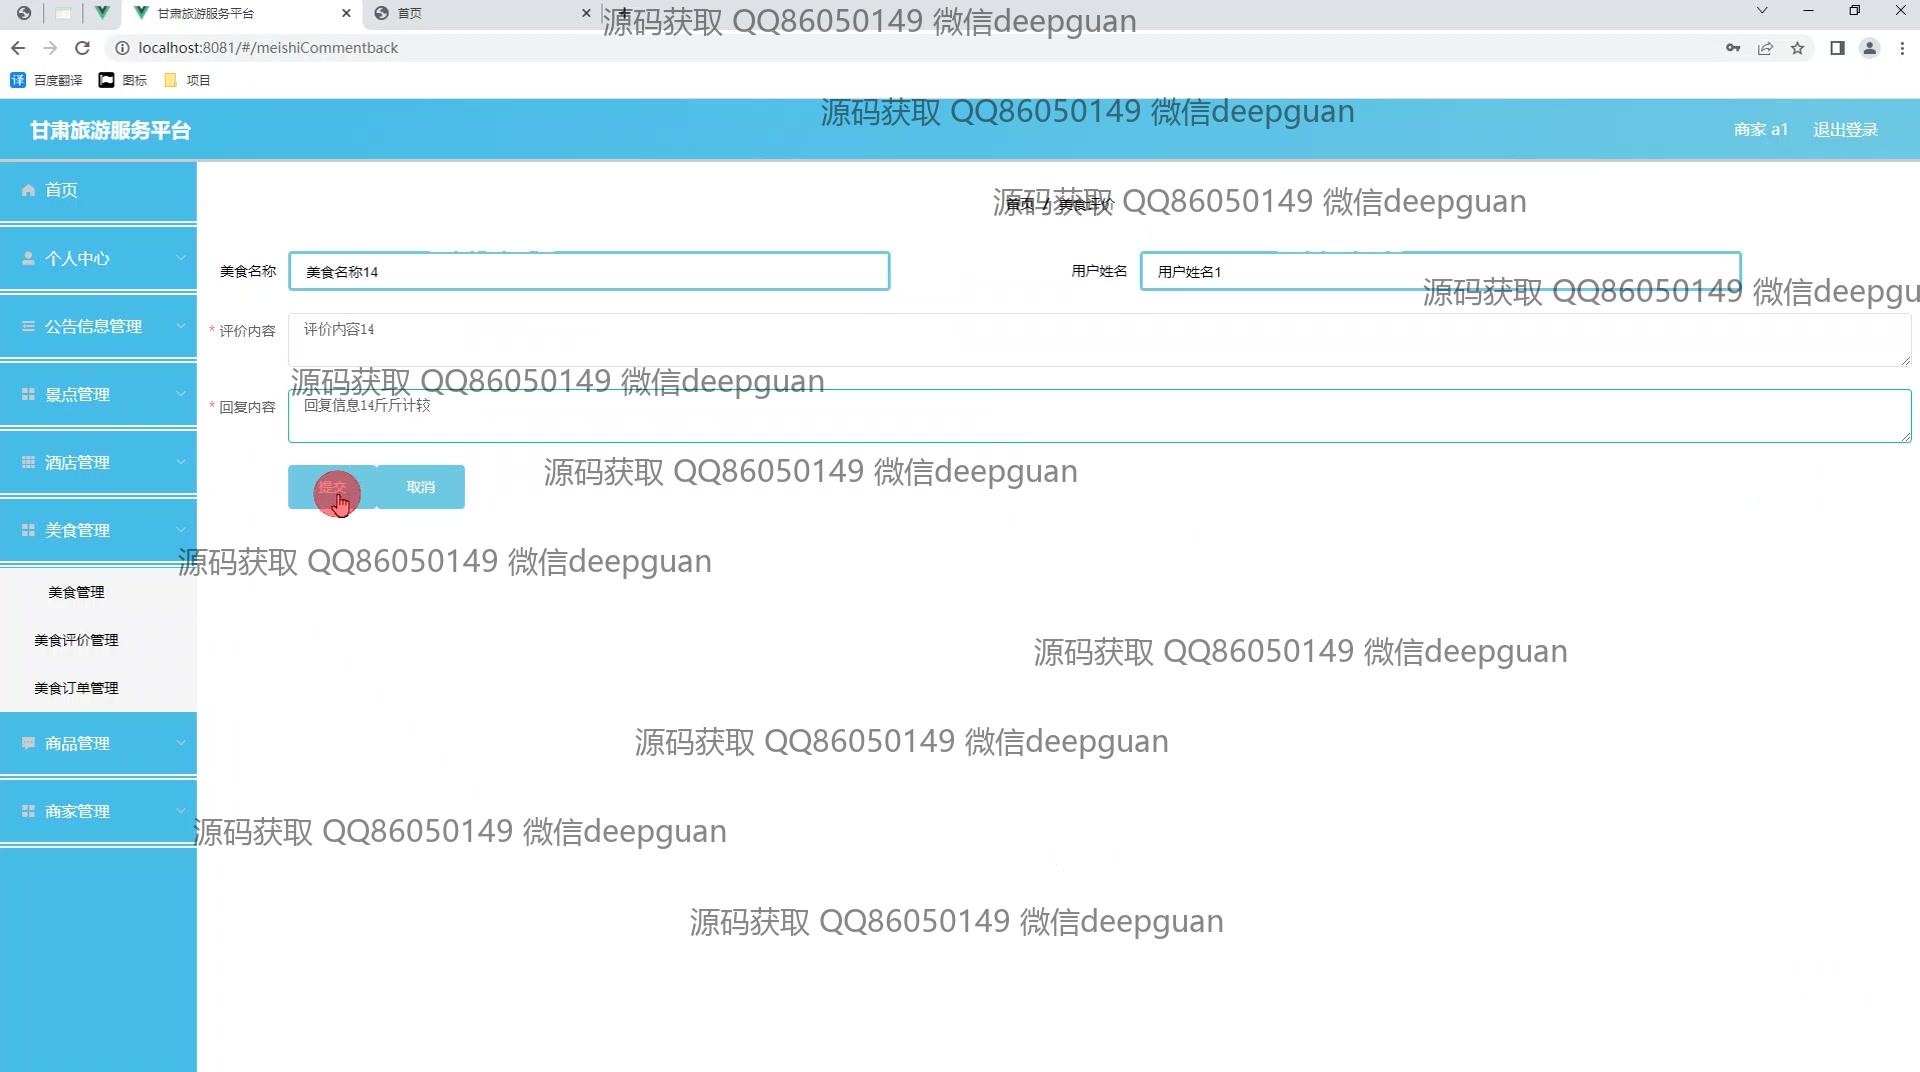 甘肃旅游服务平台
首页
源码获取 QQ86050149 微信deepguan
localhost:8081/#/meishiCommentback
百度翻译
图标
项目
源码获取 QQ86050149 微信deepguan
甘肃旅游服务平台
商家 a1
退出登录
首页
源码获取 QQ86050149 微信deepguan
首页 / 美食评价
个人中心
美食名称
美食名称14
用户姓名
用户姓名1
源码获取 QQ86050149 微信deepgu
公告信息管理
* 评价内容
评价内容14
源码获取 QQ86050149 微信deepguan
景点管理
* 回复内容
回复信息14斤斤计较
酒店管理
源码获取 QQ86050149 微信deepguan
提交
取消
美食管理
源码获取 QQ86050149 微信deepguan
美食管理
美食评价管理
源码获取 QQ86050149 微信deepguan
美食订单管理
商品管理
源码获取 QQ86050149 微信deepguan
商家管理
源码获取 QQ86050149 微信deepguan
源码获取 QQ86050149 微信deepguan